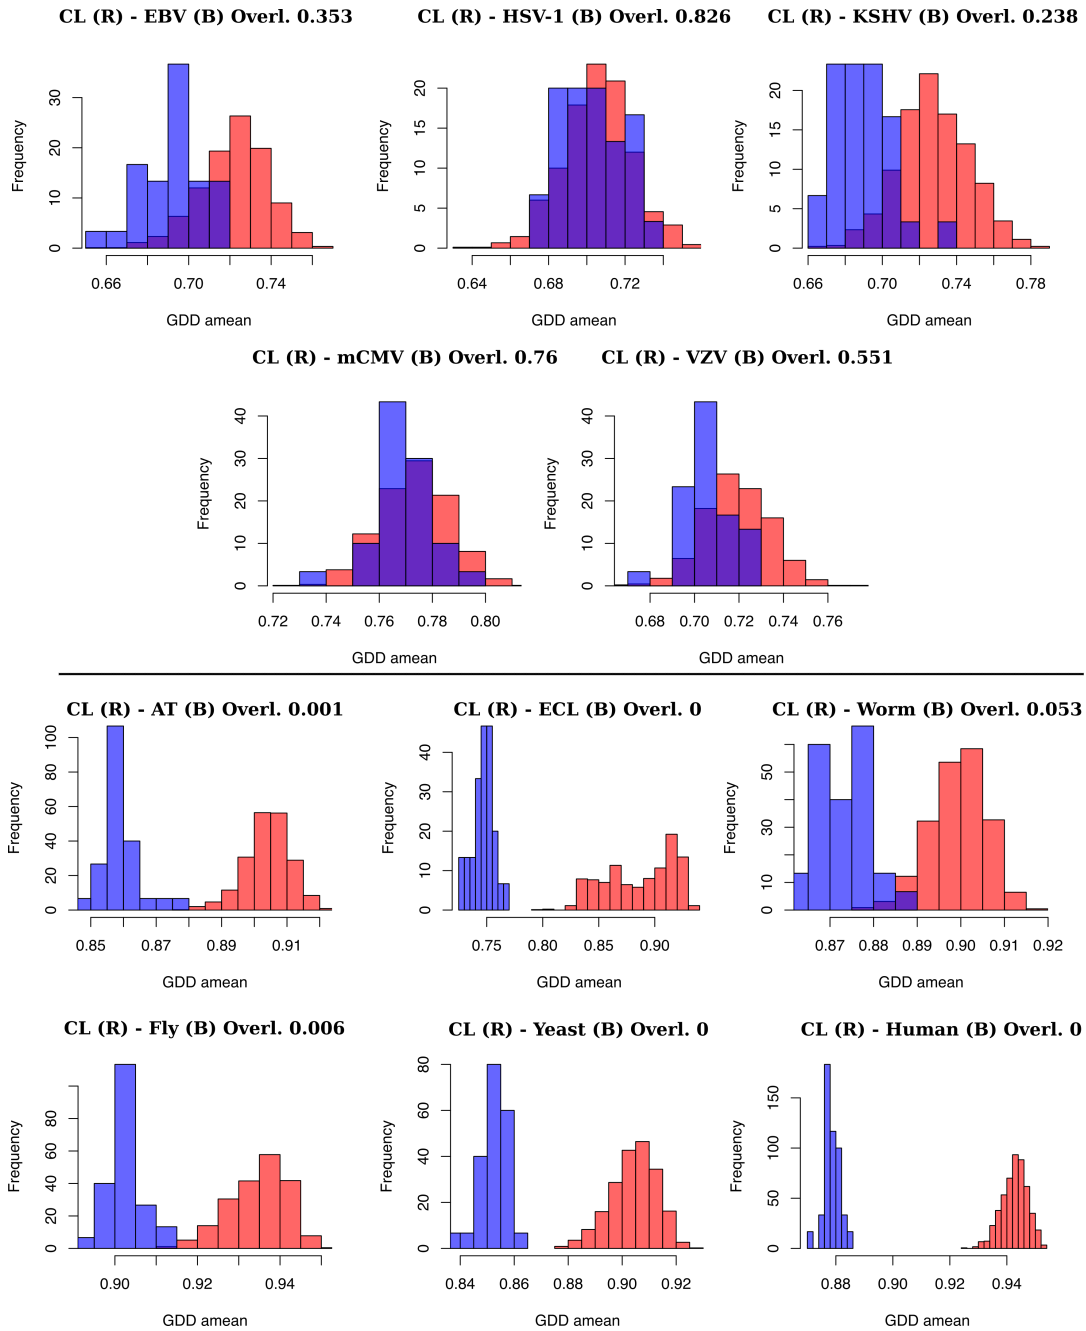 CL (R) - EBV (B) Overl. 0.353
CL (R) - HSV-1 (B) Overl. 0.826
CL (R) - KSHV (B) Overl. 0.238
Frequency
0 10 20 30
0.66 0.70 0.74
GDD amean
Frequency
0 5 10 15 20
0.64 0.68 0.72
GDD amean
Frequency
0 5 10 15 20
0.66 0.70 0.74 0.78
GDD amean
CL (R) - mCMV (B) Overl. 0.76
CL (R) - VZV (B) Overl. 0.551
Frequency
0 10 20 30 40
0.72 0.74 0.76 0.78 0.80
GDD amean
Frequency
0 10 20 30 40
0.68 0.70 0.72 0.74 0.76
GDD amean
CL (R) - AT (B) Overl. 0.001
CL (R) - ECL (B) Overl. 0
CL (R) - Worm (B) Overl. 0.053
Frequency
0 20 40 60 80 100
0.85 0.87 0.89 0.91
GDD amean
Frequency
0 10 20 30 40
0.75 0.80 0.85 0.90
GDD amean
Frequency
0 10 30 50
0.87 0.88 0.89 0.90 0.91 0.92
GDD amean
CL (R) - Fly (B) Overl. 0.006
CL (R) - Yeast (B) Overl. 0
CL (R) - Human (B) Overl. 0
Frequency
0 20 40 60 80
0.90 0.92 0.94
GDD amean
Frequency
0 20 40 60 80
0.84 0.86 0.88 0.90 0.92
GDD amean
Frequency
0 50 100 150
0.88 0.90 0.92 0.94
GDD amean